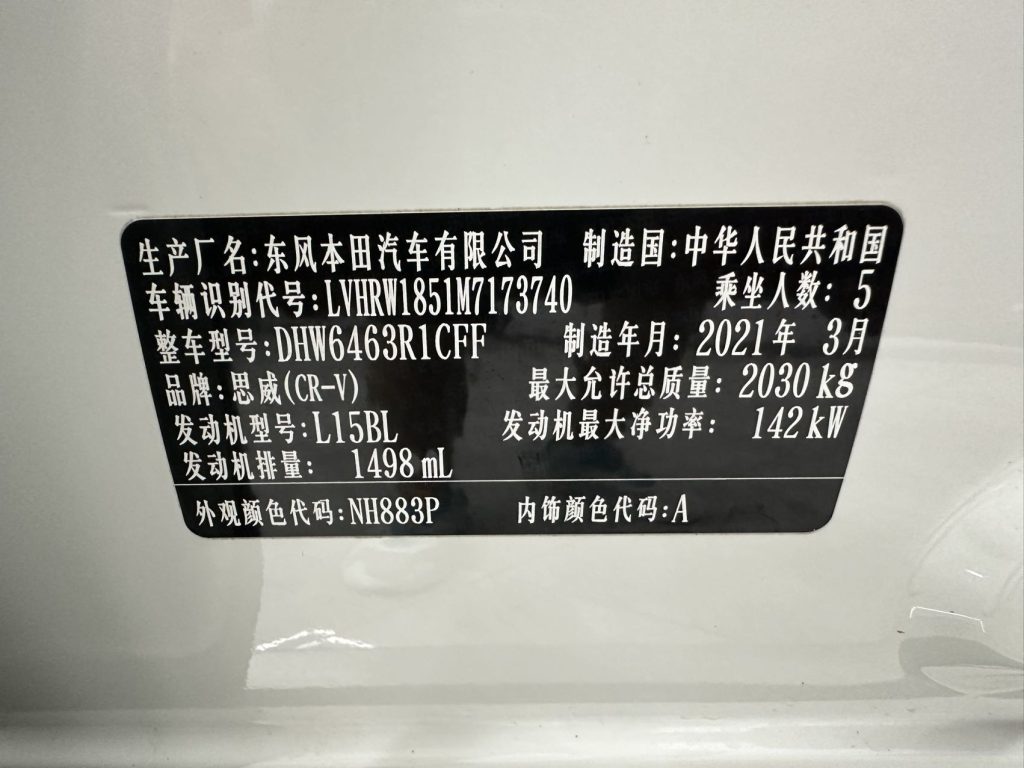 生产厂名:东风本田汽车有限公司 制造国:中华人民共和国
车辆识别代号:LVHRW1851M7173740 乘坐人数: 5
整车型号:DHW6463R1CFF 制造年月: 2021年 3月
品牌:思威(CR-V) 最大允许总质量: 2030 kg
发动机型号:L15BL 发动机最大净功率: 142 kW
发动机排量: 1498 mL
外观颜色代码:NH883P 内饰颜色代码:A